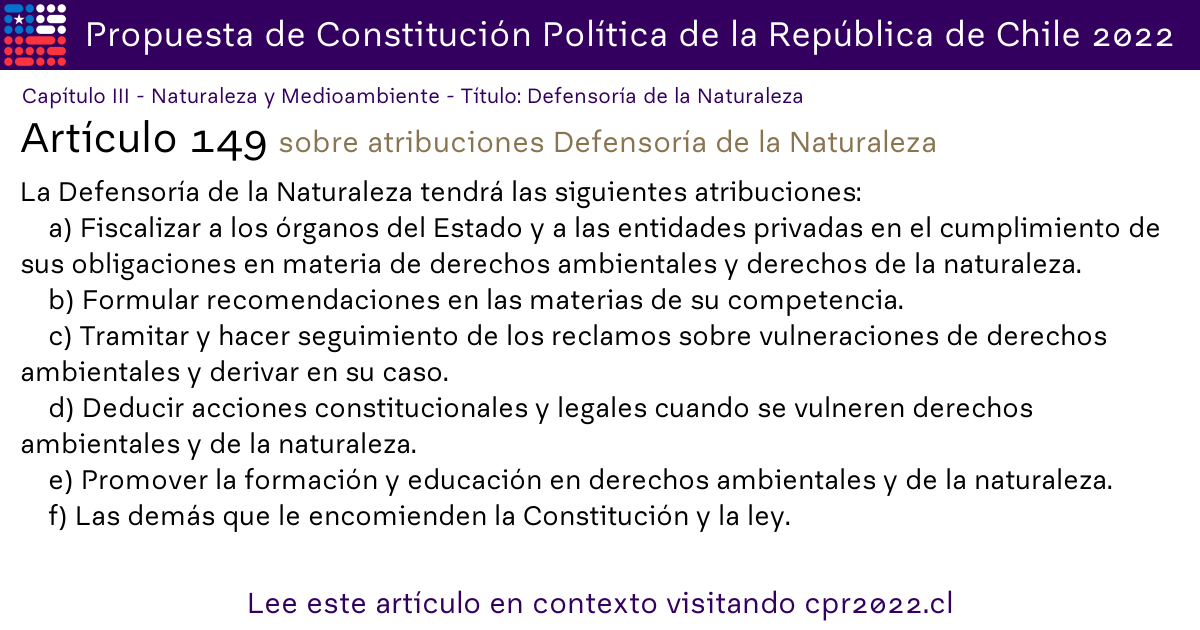 Propuesta de Constitución Política de la República de Chile 2022
Capítulo III - Naturaleza y Medioambiente - Título: Defensoría de la Naturaleza
Artículo 149 sobre atribuciones Defensoría de la Naturaleza
La Defensoría de la Naturaleza tendrá las siguientes atribuciones:
a) Fiscalizar a los órganos del Estado y a las entidades privadas en el cumplimiento de
sus obligaciones en materia de derechos ambientales y derechos de la naturaleza.
b) Formular recomendaciones en las materias de su competencia.
c) Tramitar y hacer seguimiento de los reclamos sobre vulneraciones de derechos
ambientales y derivar en su caso.
d) Deducir acciones constitucionales y legales cuando se vulneren derechos
ambientales y de la naturaleza.
e) Promover la formación y educación en derechos ambientales y de la naturaleza.
f) Las demás que le encomienden la Constitución y la ley.
Lee este artículo en contexto visitando cpr2022.cl